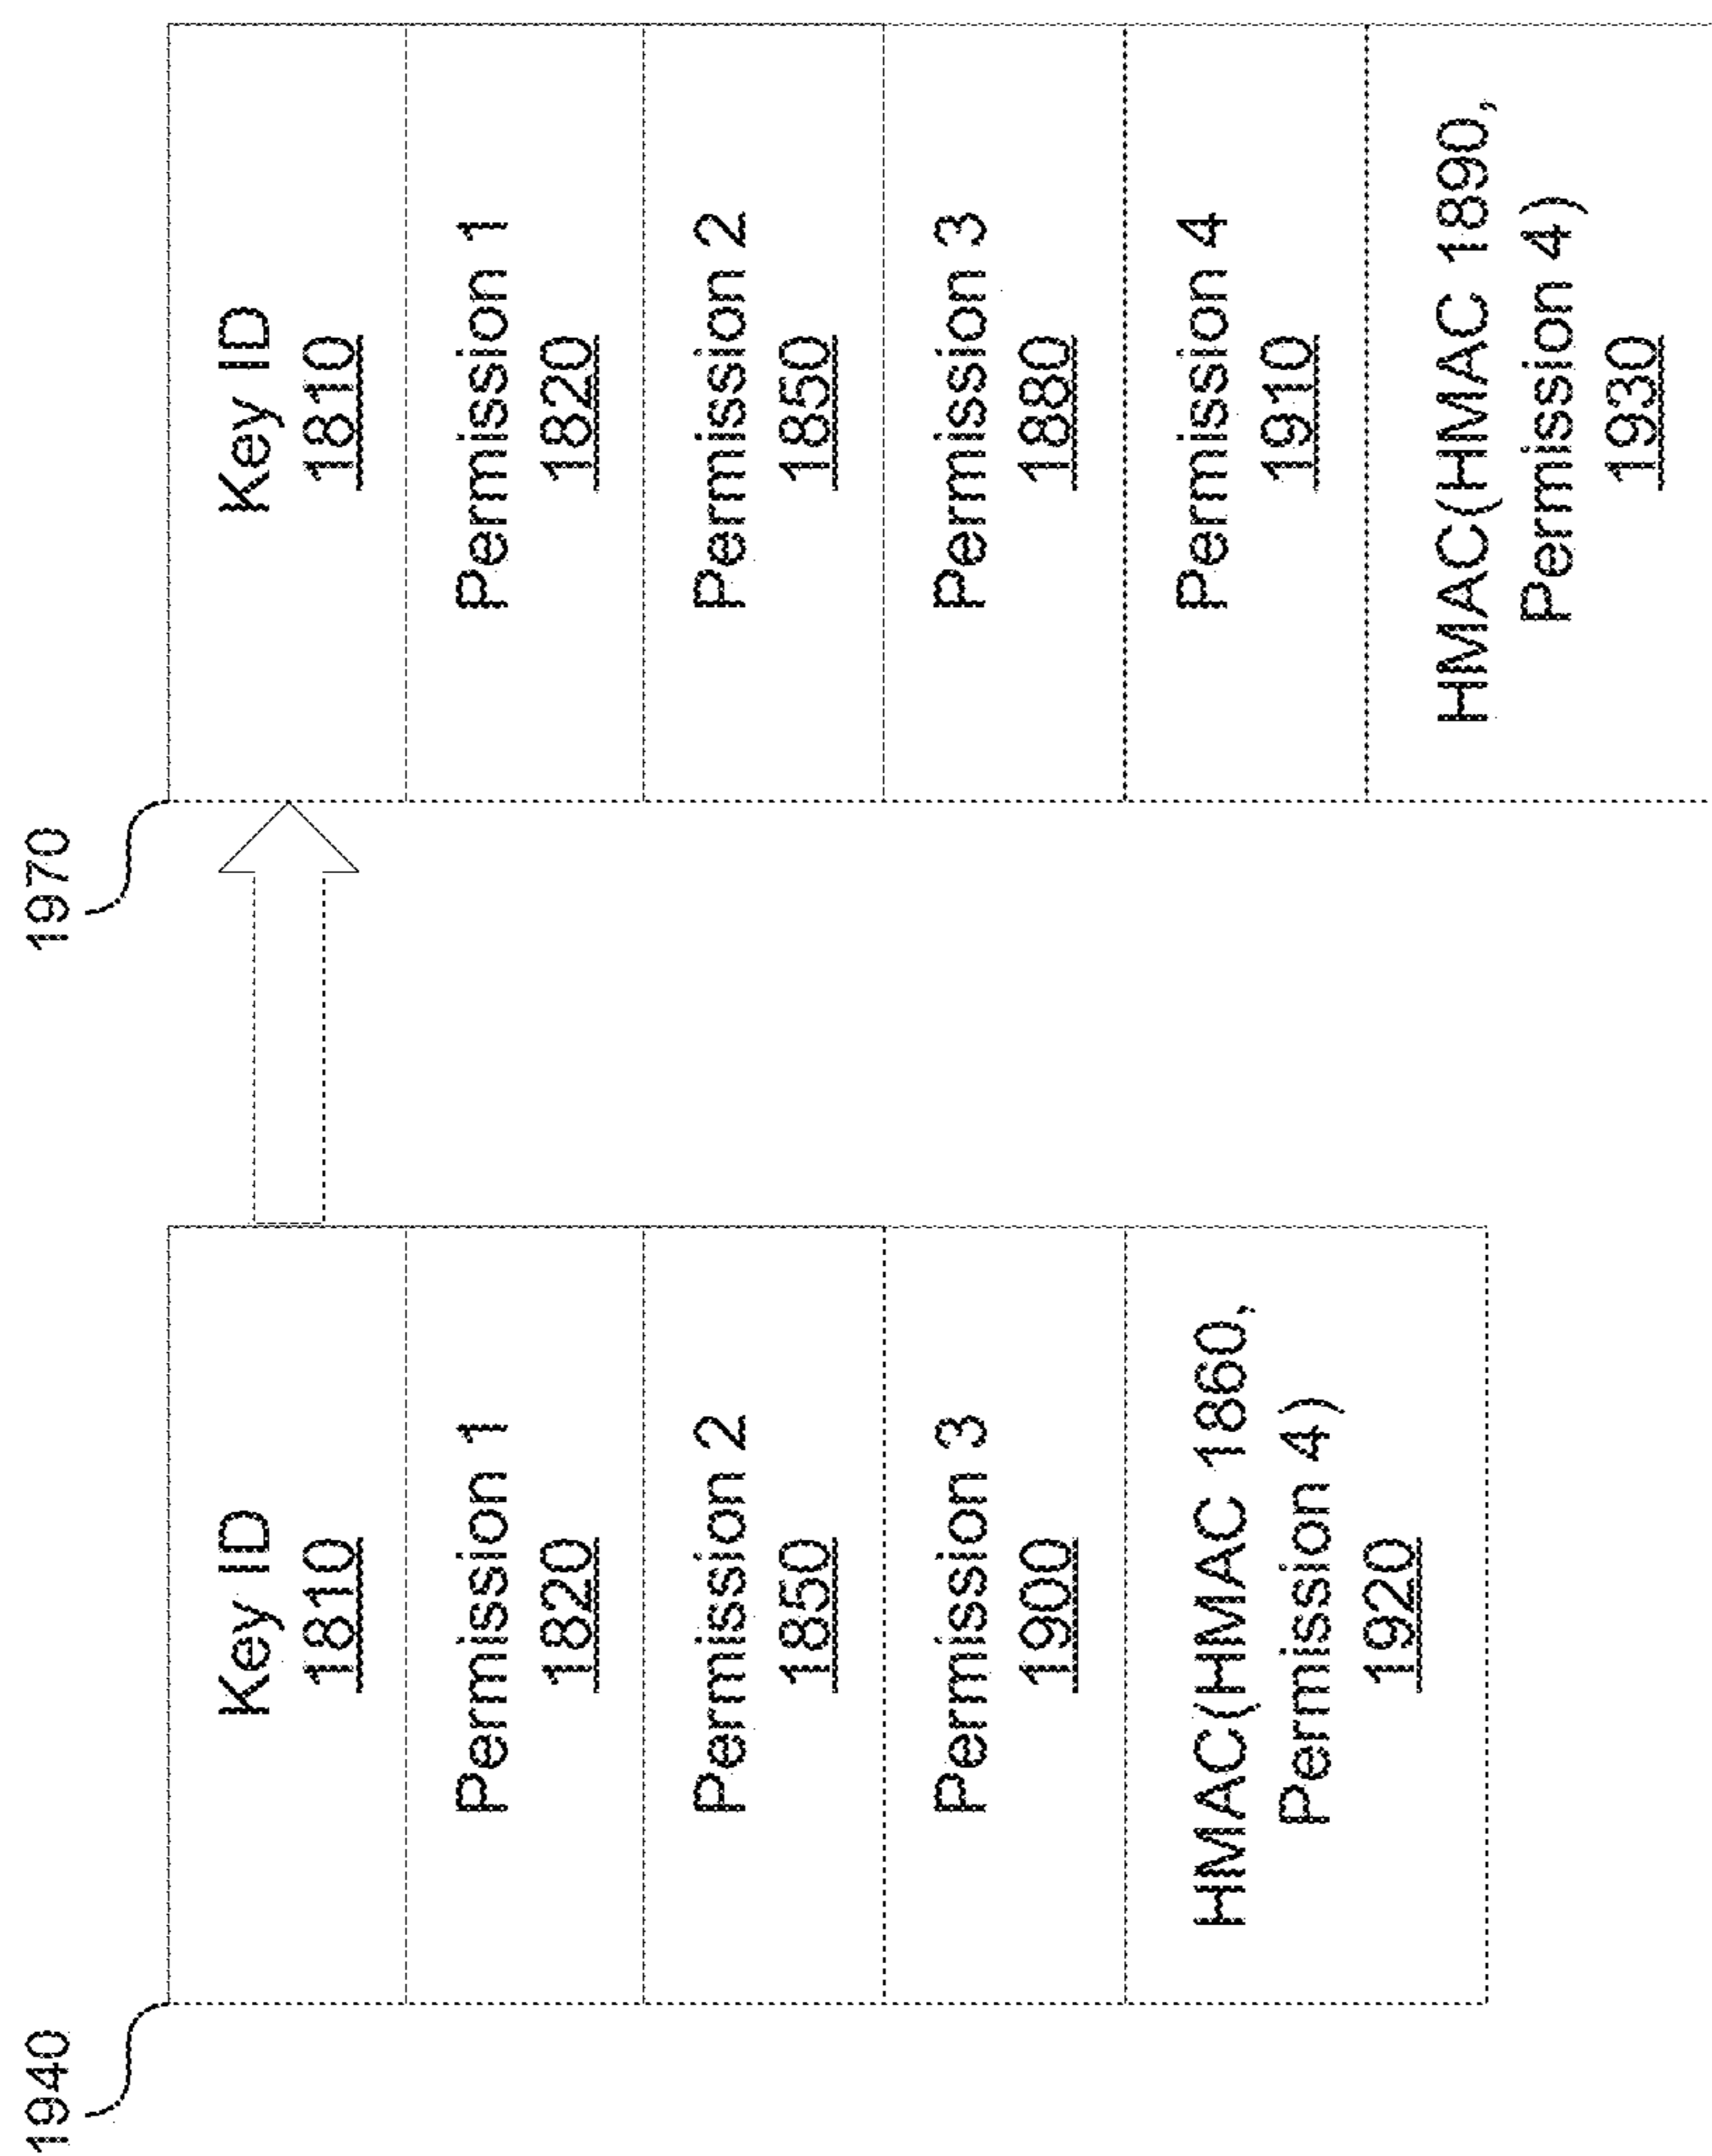 1940
Key ID
1810
Permission 1
1820
Permission 2
1850
Permission 3
1900
HMAC(HMAC 1860,
Permission 4)
1920
1970
Key ID
1810
Permission 1
1820
Permission 2
1850
Permission 3
1880
Permission 4
1910
HMAC(HMAC 1890,
Permission 4)
1930